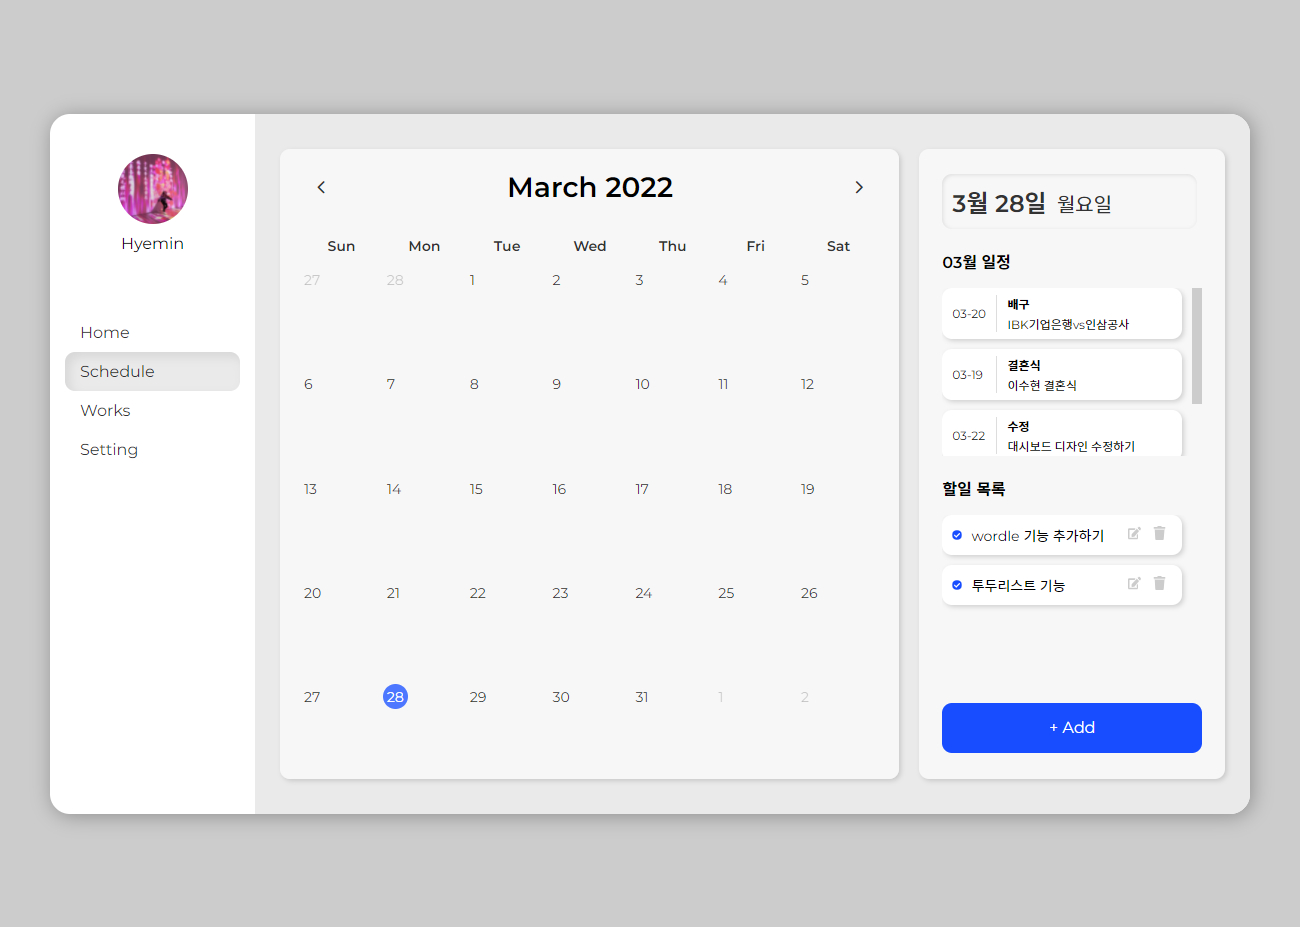 Hyemin
Home
Schedule
Works
Setting
March 2022
Sun Mon Tue Wed Thu Fri Sat
27 28 1 2 3 4 5
6 7 8 9 10 11 12
13 14 15 16 17 18 19
20 21 22 23 24 25 26
27 28 29 30 31 1 2
3월 28일 월요일
03월 일정
03-20
배구
IBK기업은행vs인삼공사
03-19
결혼식
이수현 결혼식
03-22
수정
대시보드 디자인 수정하기
할일 목록
wordle 기능 추가하기
투두리스트 기능
+ Add